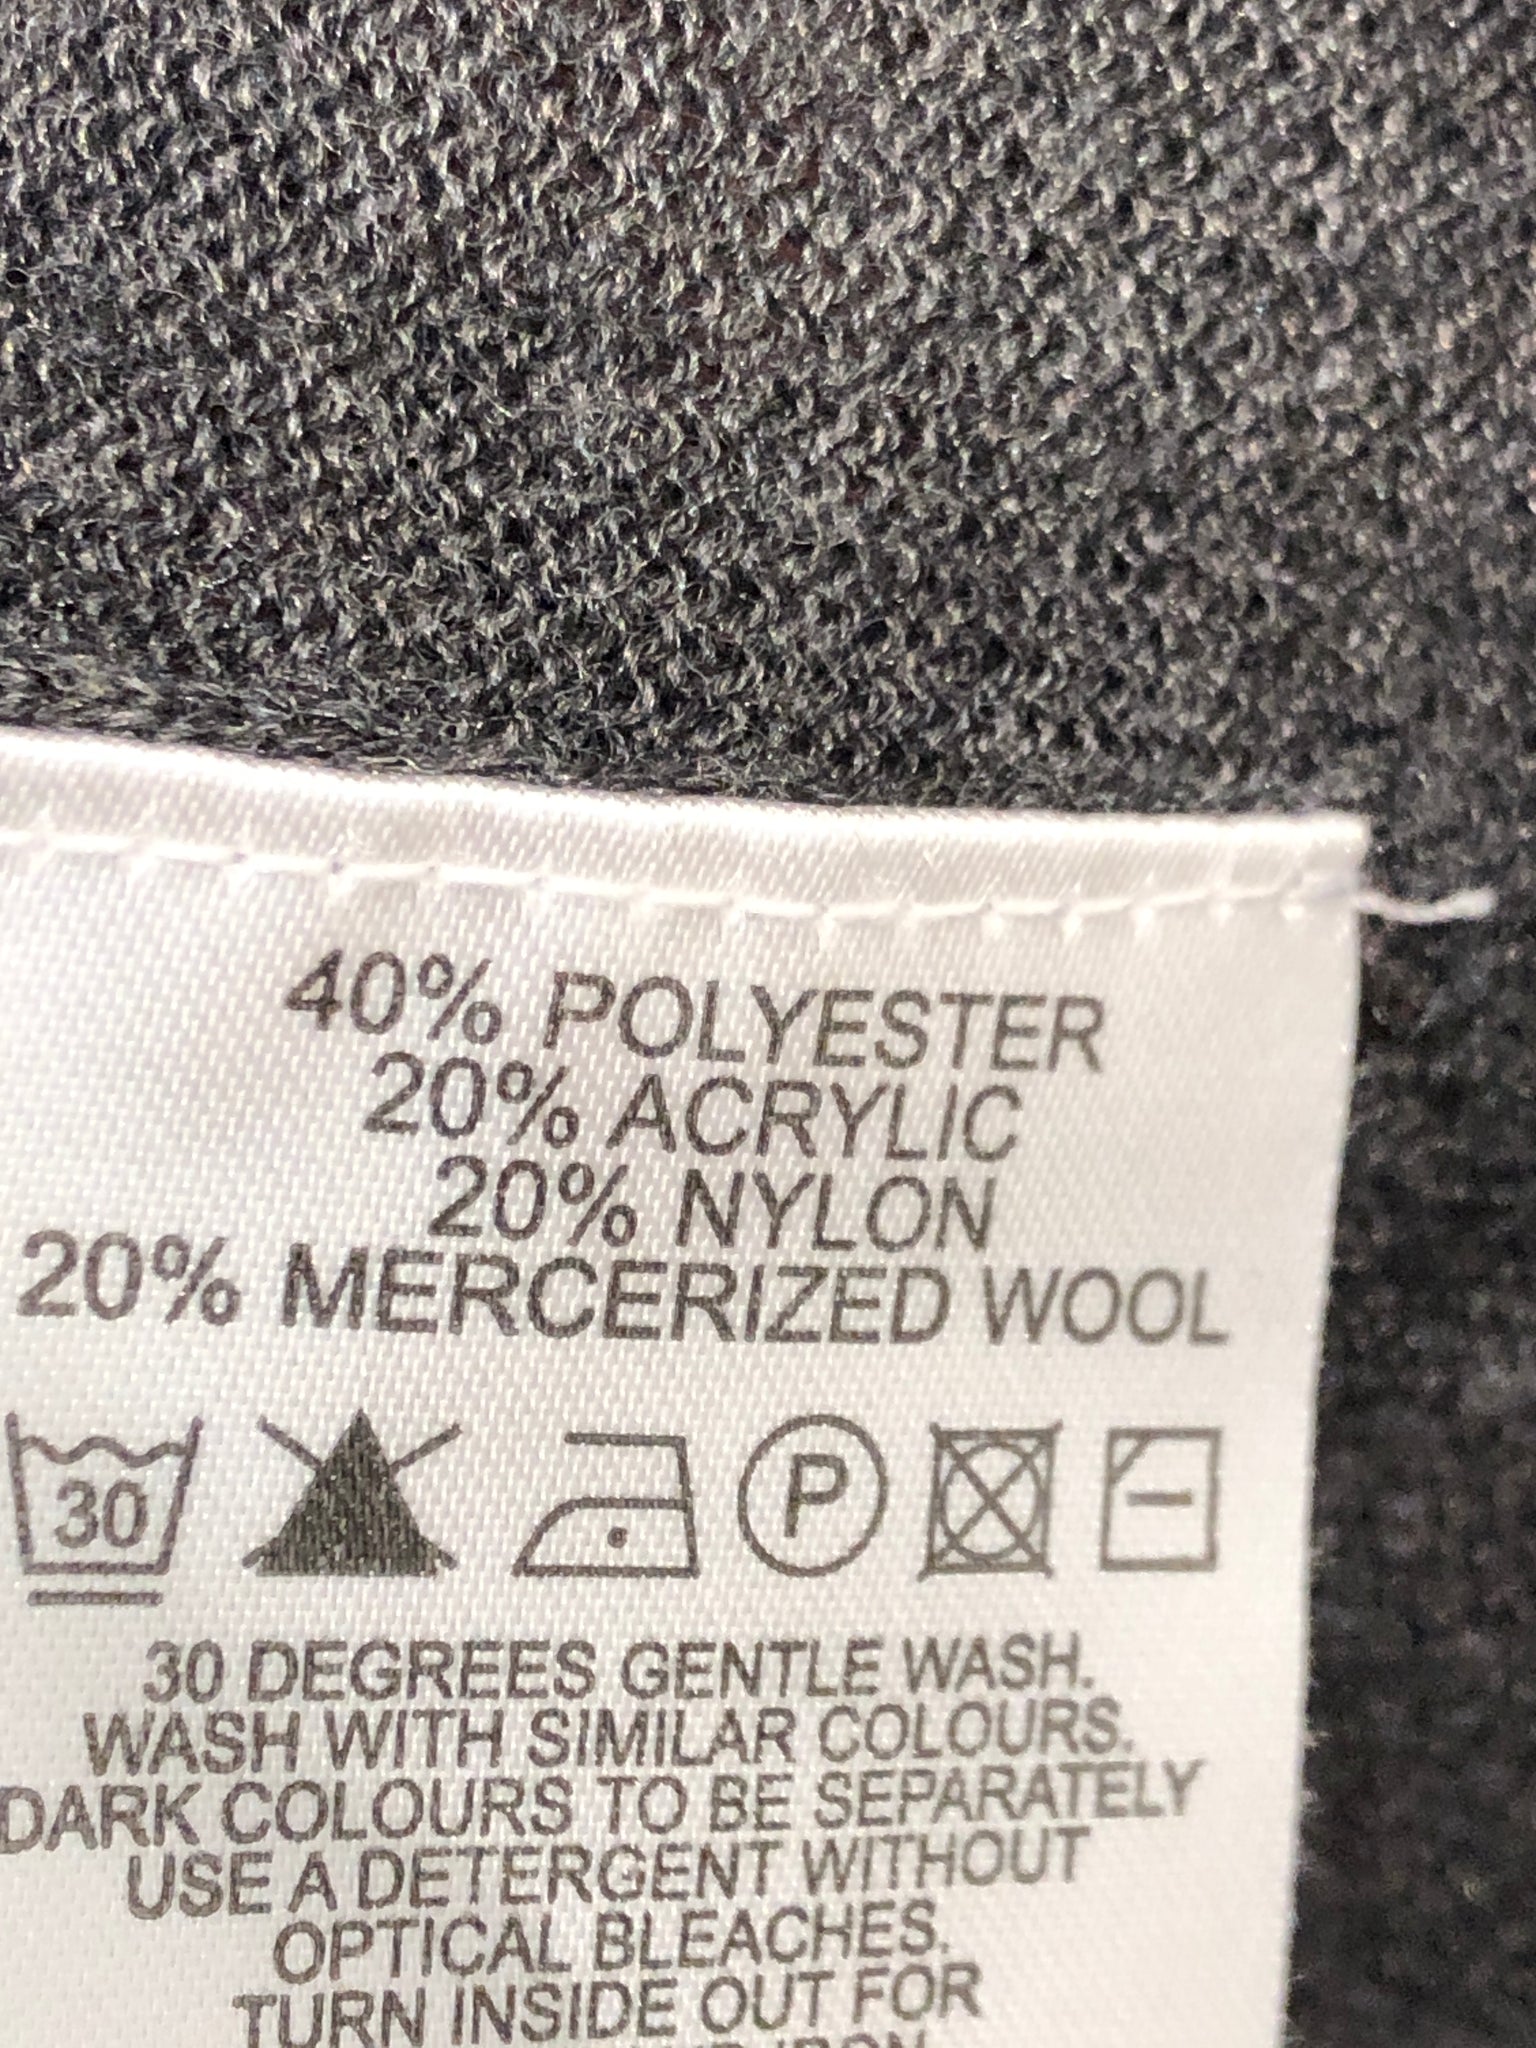 40% POLYESTER
20% ACRYLIC
20% NYLON
20% MERCERIZED WOOL
30 P
30 DEGREES GENTLE WASH.
WASH WITH SIMILAR COLOURS.
DARK COLOURS TO BE SEPARATELY
USE A DETERGENT WITHOUT
OPTICAL BLEACHES.
TURN INSIDE OUT FOR